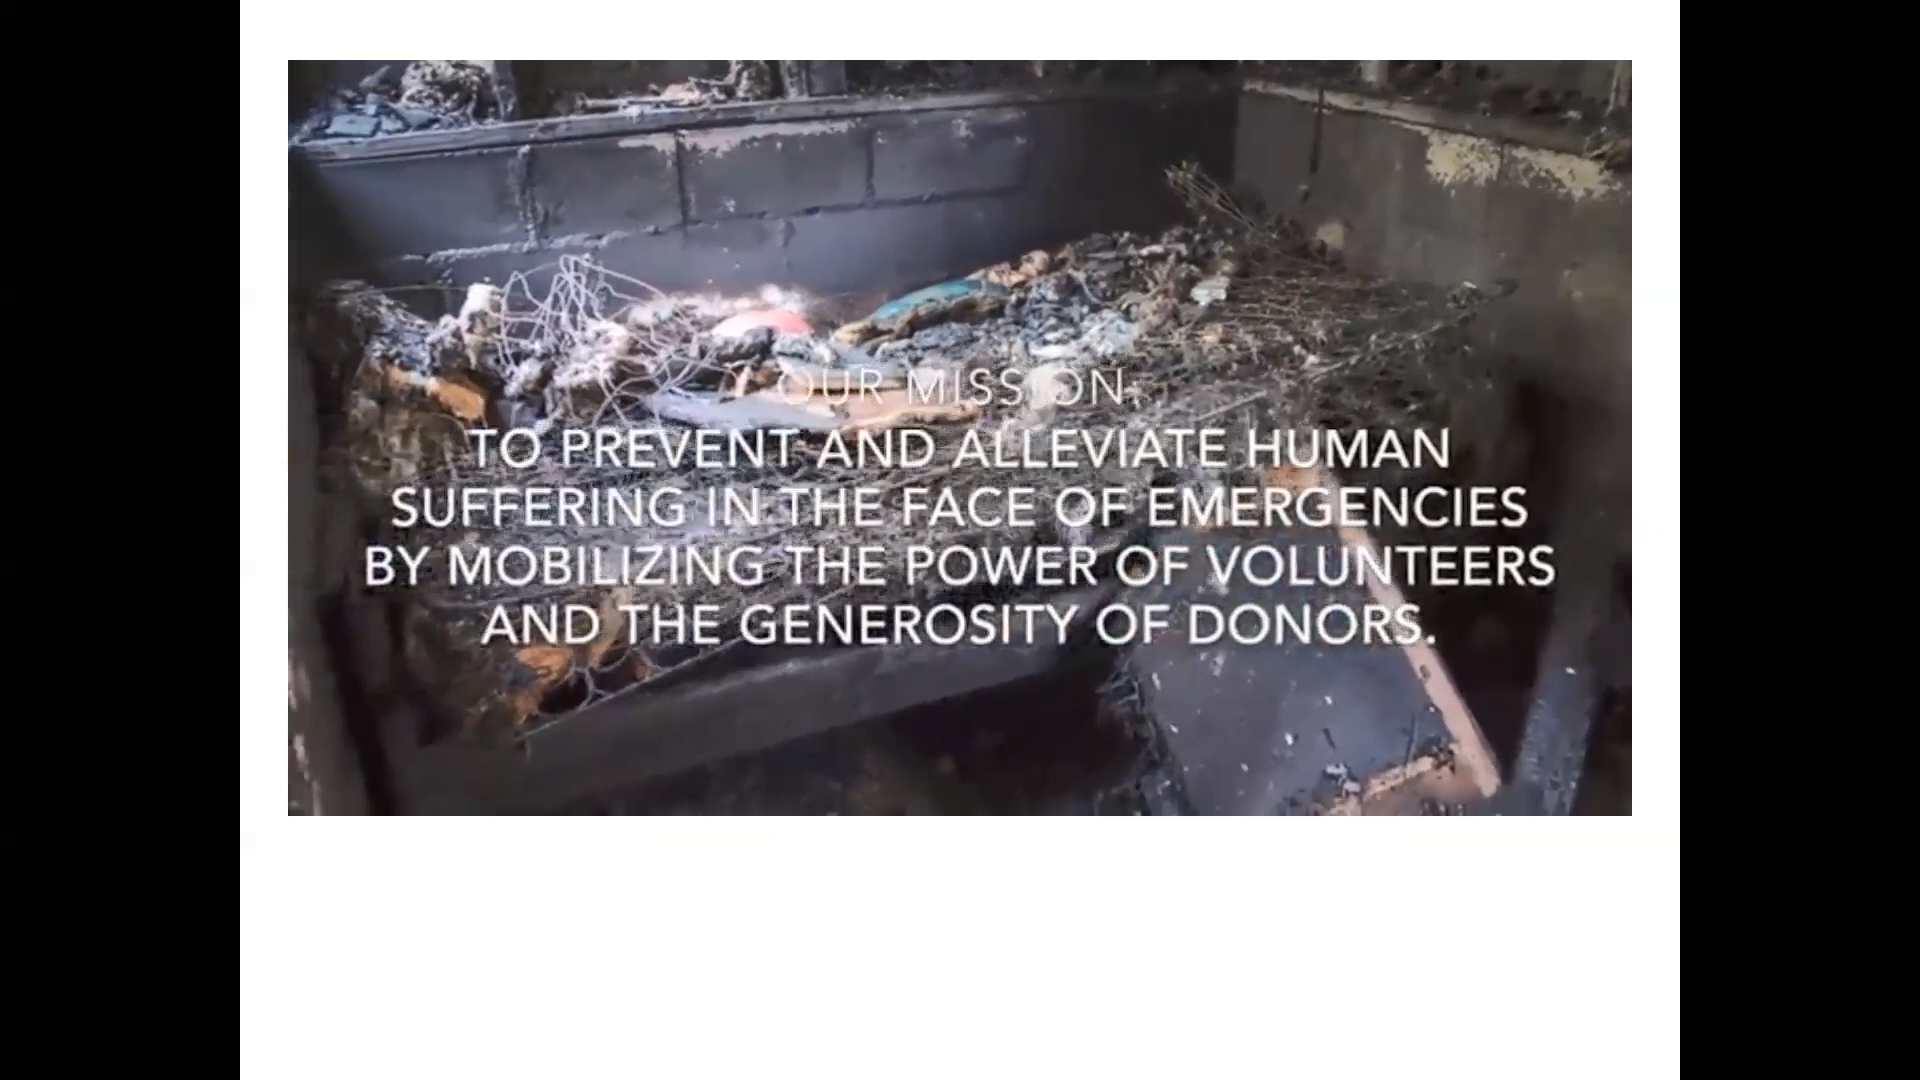 OUR MISSION:
TO PREVENT AND ALLEVIATE HUMAN
SUFFERING IN THE FACE OF EMERGENCIES
BY MOBILIZING THE POWER OF VOLUNTEERS
AND THE GENEROSITY OF DONORS.